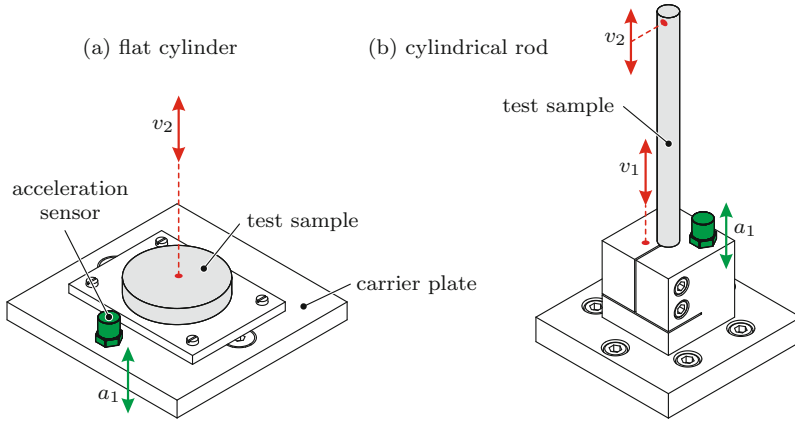 (a) flat cylinder
v2
acceleration
sensor
test sample
carrier plate
a1
(b) cylindrical rod
v2
test sample
v1
a1